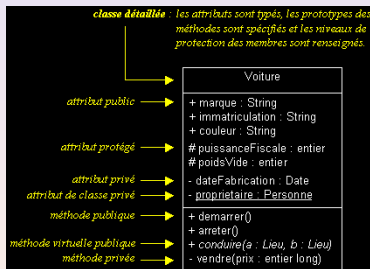 classe détaillée : les attributs sont typés, les prototypes des
méthodes sont spécifiés et les niveaux de
protection des membres sont renseignés.
Voiture
attribut public
+ marque : String
+ immatriculation : String
+ couleur : String
attribut protégé
# puissanceFiscale : entier
# poidsVide : entier
attribut privé
- dateFabrication : Date
attribut de classe privé
- proprietaire : Personne
méthode publique
+ demarrer()
+ arreter()
méthode virtuelle publique
+ conduire(a : Lieu, b : Lieu)
méthode privée
- vendre(prix : entier long)